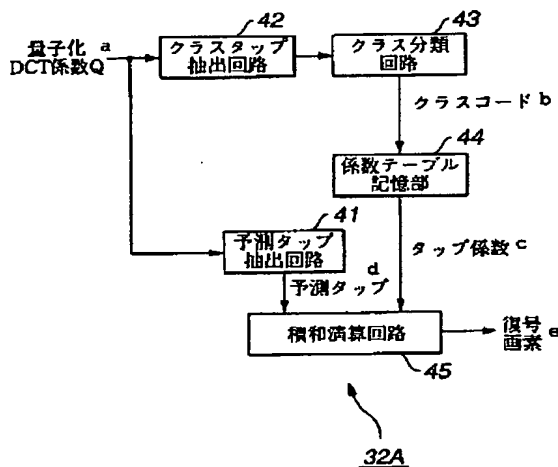 42
43
量子化 a
DCT係数Q
クラスタップ
抽出回路
クラス分類
回路
クラスコード b
44
係数テーブル
記憶部
41
予測タップ
抽出回路
タップ係数 c
d
予測タップ
積和演算回路
復号 e
画素
45
32A